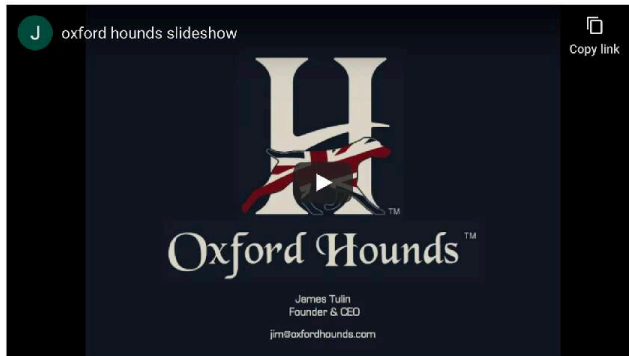 J
oxford hounds slideshow
Copy link
H
TM
Oxford Hounds™
James Tulin
Founder & CEO
jim@oxfordhounds.com